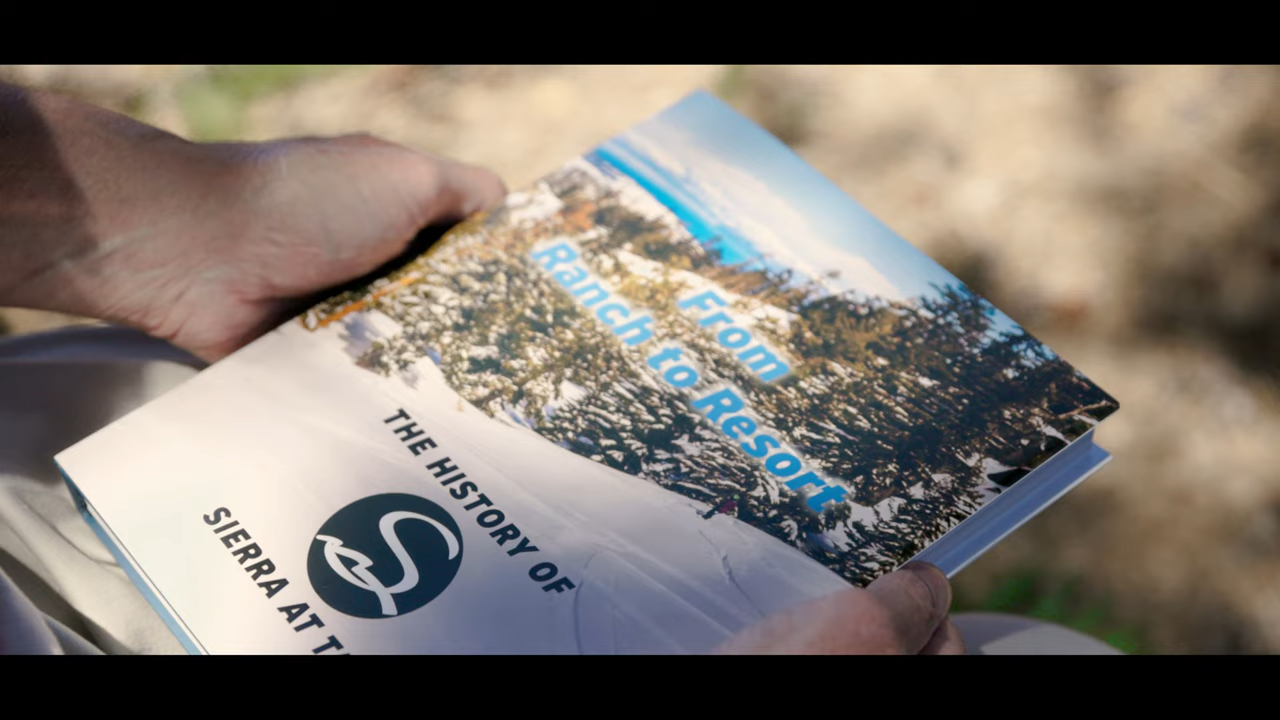 From
Ranch to Resort
THE HISTORY OF
SIERRA AT